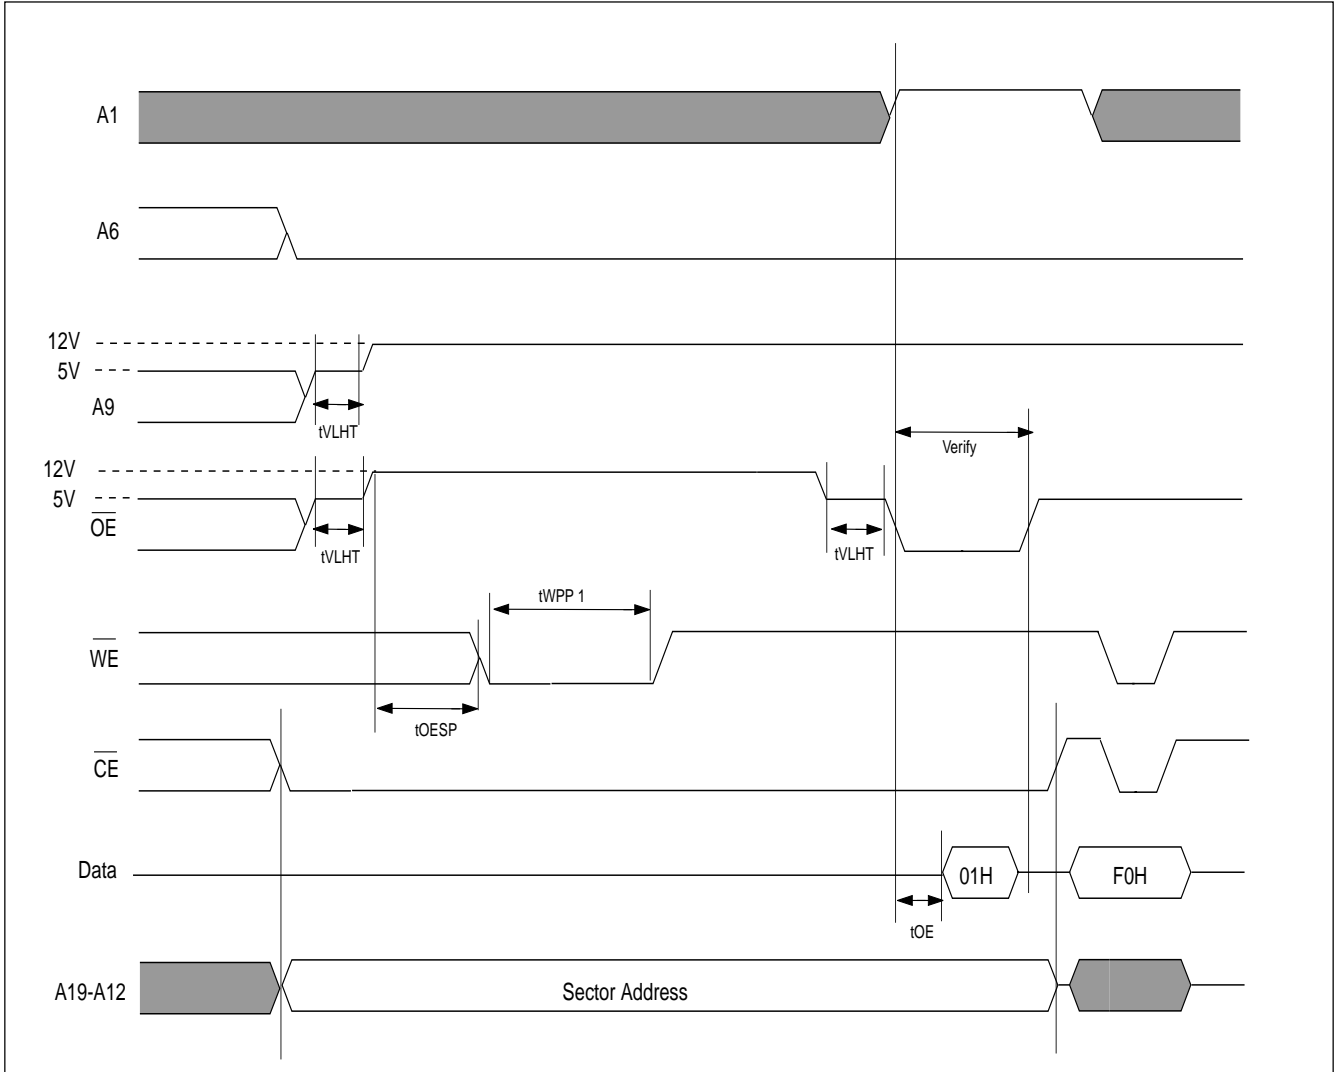 A1
A6
12V
5V
A9
tVLHT
Verify
12V
5V
OE
tVLHT
tVLHT
tWPP 1
WE
tOESP
CE
Data
01H
F0H
tOE
A19-A12
Sector Address